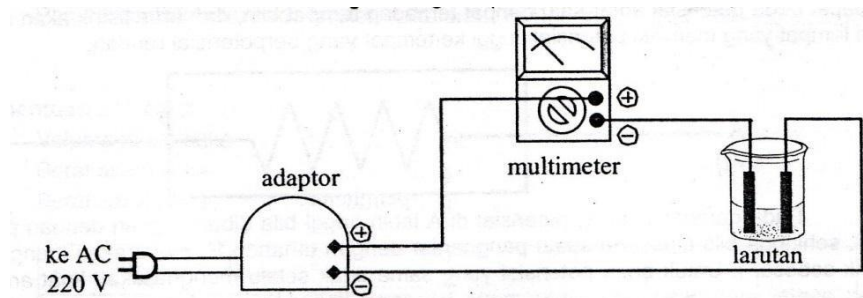 multimeter
adaptor
ke AC
220 V
larutan
+
−
+
−